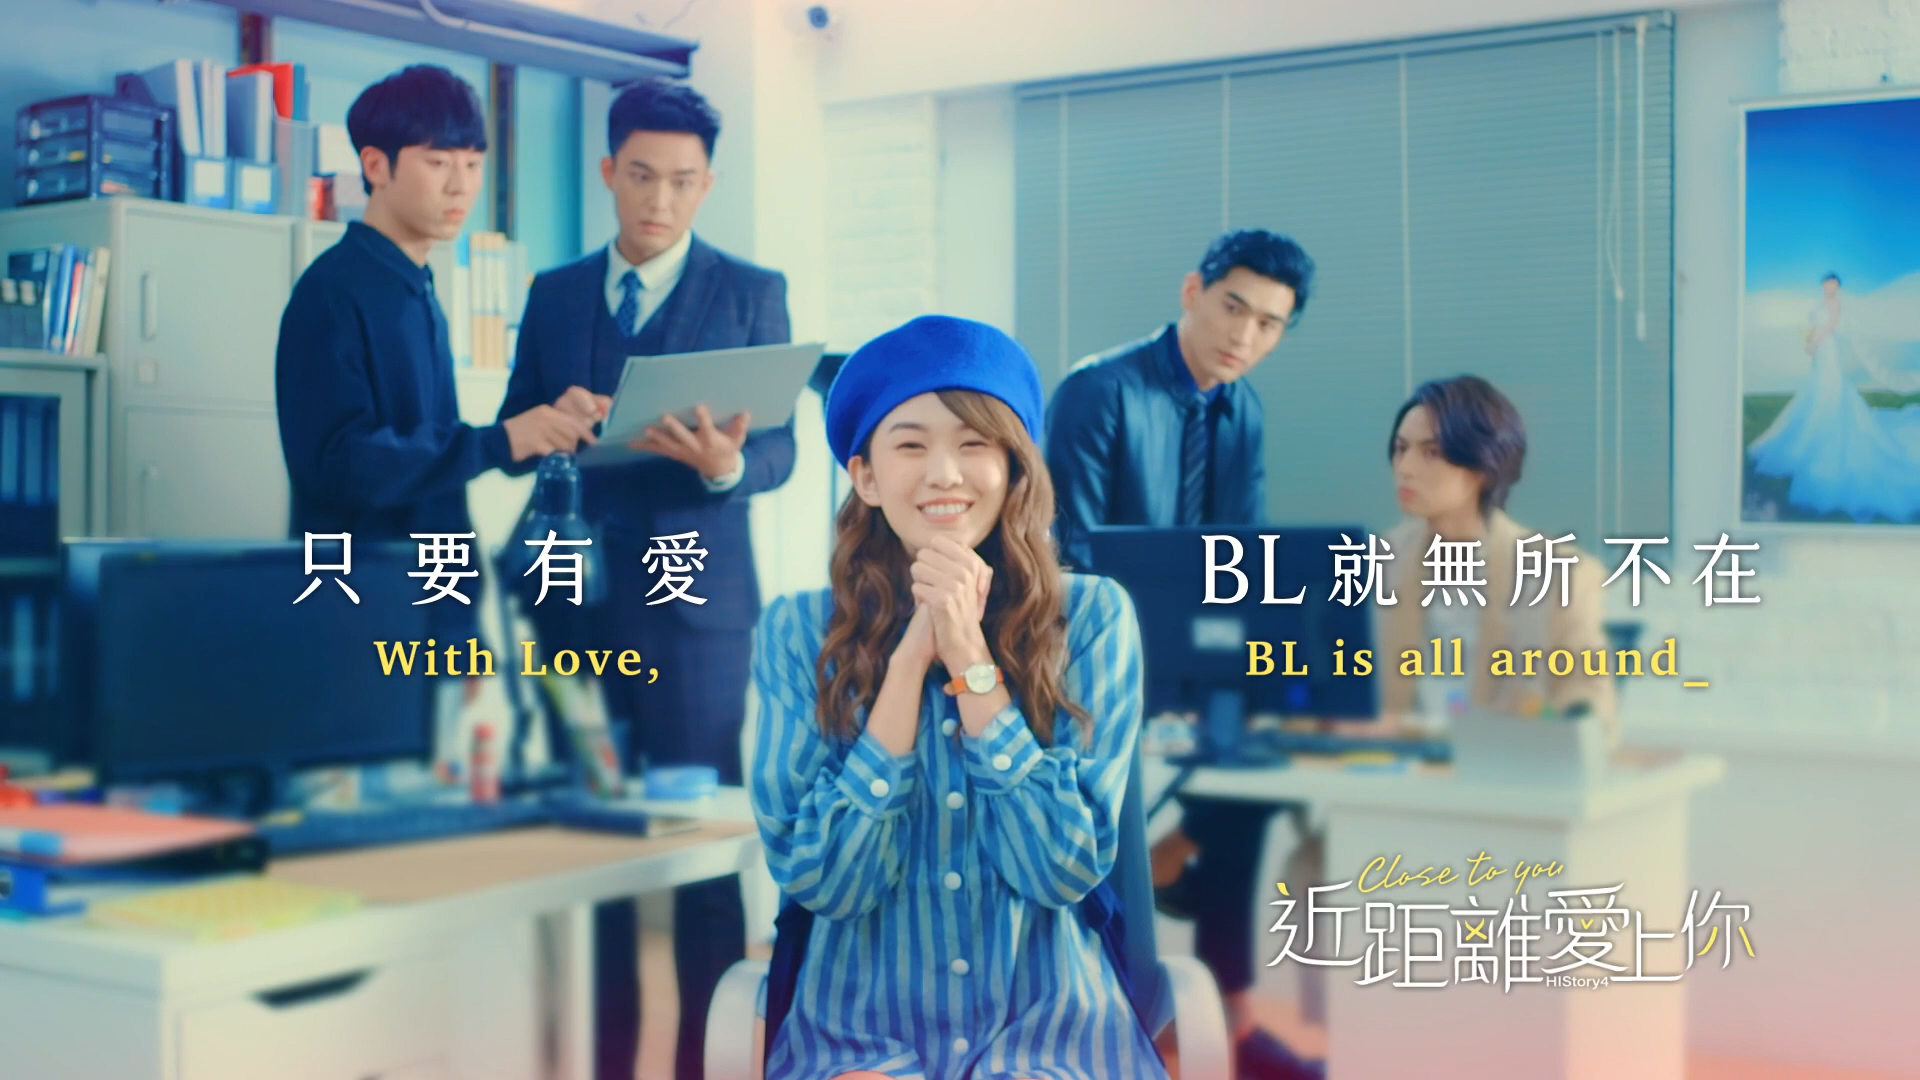 只要有愛
With Love,
BL就無所不在
BL is all around_
Close to you
近距離愛上你
HIStory4